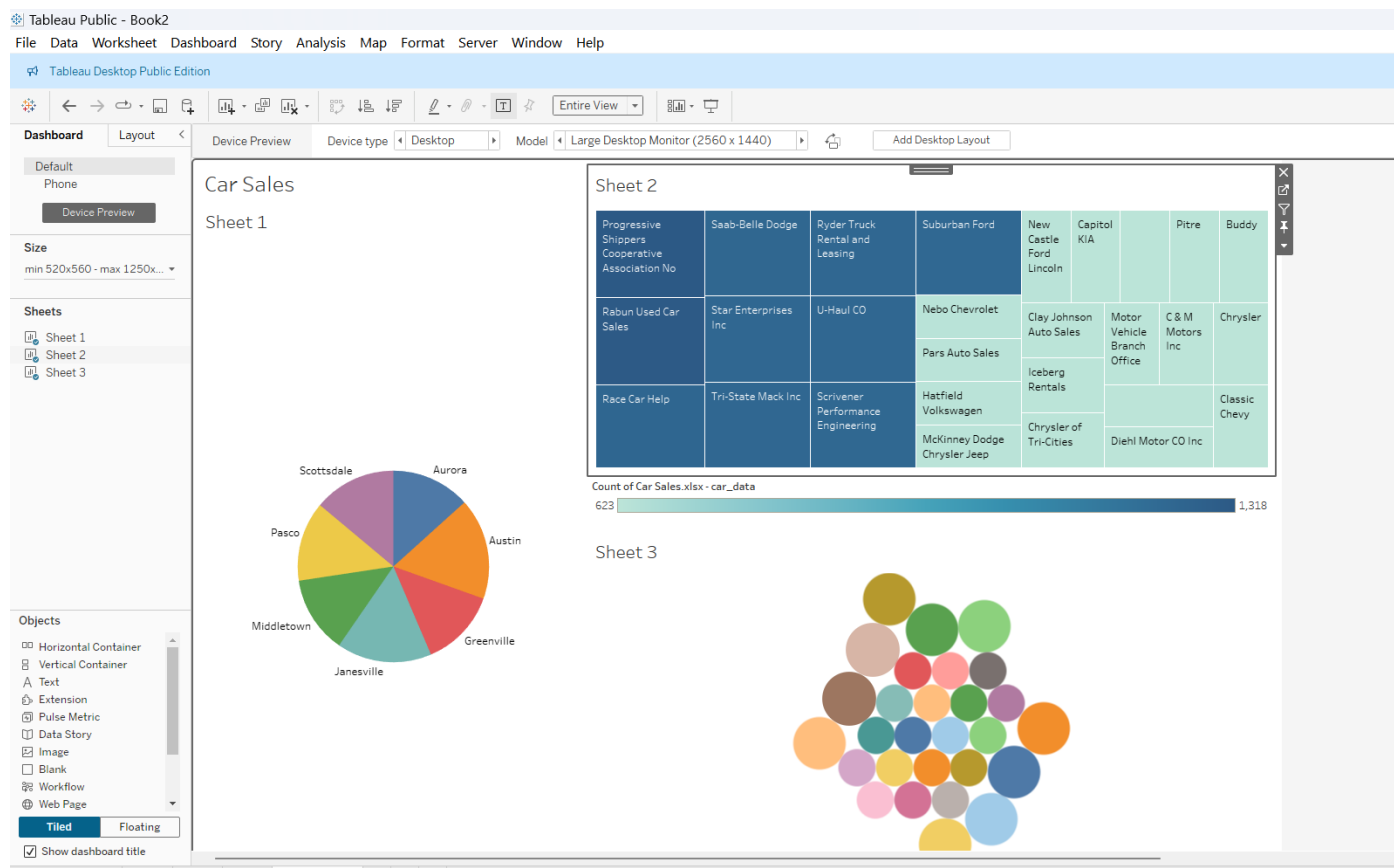 Tableau Public - Book2
File Data Worksheet Dashboard Story Analysis Map Format Server Window Help
Tableau Desktop Public Edition
Entire View
Dashboard Layout
Device Preview Device type Desktop Model Large Desktop Monitor (2560 x 1440) Add Desktop Layout
Default
Phone
Device Preview
Size
min 520x560 - max 1250x...
Sheets
Sheet 1
Sheet 2
Sheet 3
Objects
Horizontal Container
Vertical Container
Text
Extension
Pulse Metric
Data Story
Image
Blank
Workflow
Web Page
Tiled Floating
Show dashboard title
Car Sales
Sheet 1
Scottsdale
Aurora
Pasco
Austin
Middletown
Greenville
Janesville
Sheet 2
Progressive
Shippers
Cooperative
Association No
Saab-Belle Dodge
Ryder Truck
Rental and
Leasing
Suburban Ford
New
Castle
Ford
Lincoln
Capitol
KIA
Pitre
Buddy
Rabun Used Car
Sales
Star Enterprises
Inc
U-Haul CO
Nebo Chevrolet
Pars Auto Sales
Clay Johnson
Auto Sales
Motor
Vehicle
Branch
Office
C & M
Motors
Inc
Chrysler
Iceberg
Rentals
Race Car Help
Tri-State Mack Inc
Scrivener
Performance
Engineering
Hatfield
Volkswagen
McKinney Dodge
Chrysler Jeep
Chrysler of
Tri-Cities
Diehl Motor CO Inc
Classic
Chevy
Count of Car Sales.xlsx - car_data
623 1,318
Sheet 3